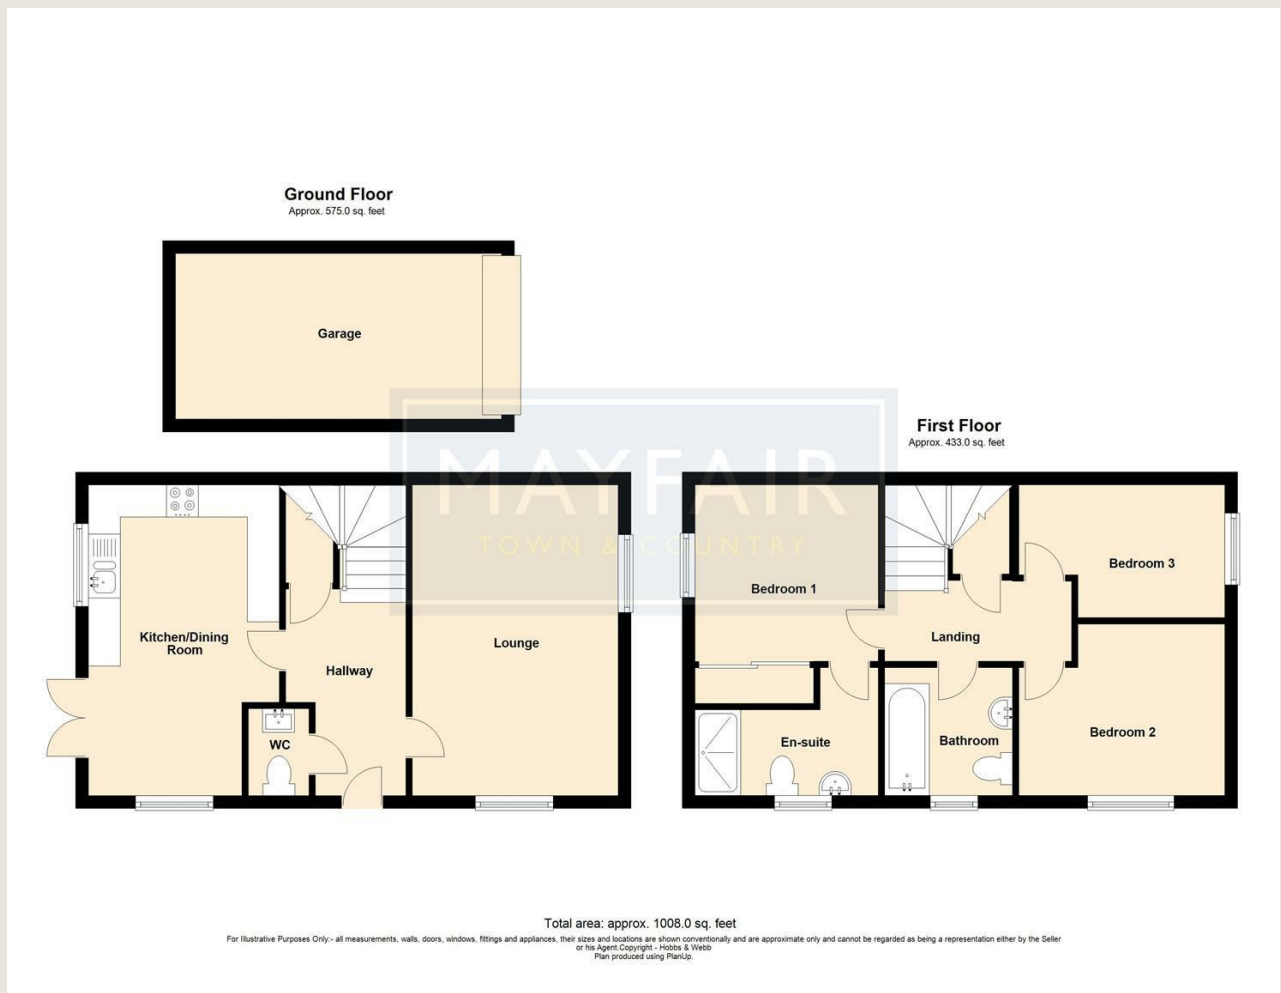 Ground Floor
Approx. 575.0 sq. feet
Garage
First Floor
Approx. 433.0 sq. feet
MAYFAIR
TOWN & COUNTRY
Bedroom 3
Bedroom 1
Kitchen/Dining
Room
Lounge
Landing
Hallway
Bedroom 2
WC
En-suite
Bathroom
Total area: approx. 1008.0 sq. feet
For Illustrative Purposes Only:- all measurements, walls, doors, windows, fittings and appliances, their sizes and locations are shown conventionally and are approximate only and cannot be regarded as being a representation either by the Seller
or his Agent.Copyright - Hobbs & Webb
Plan produced using PlanUp.